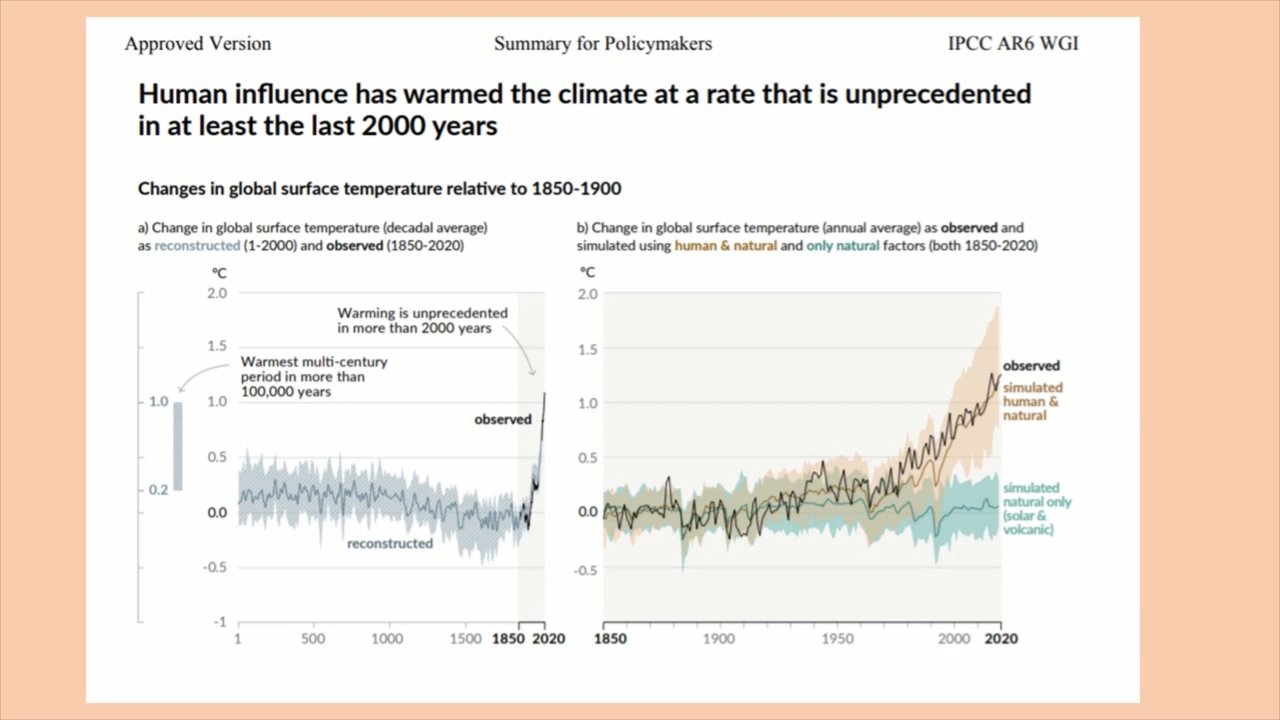 Approved Version
Summary for Policymakers
IPCC AR6 WGI
Human influence has warmed the climate at a rate that is unprecedented
in at least the last 2000 years
Changes in global surface temperature relative to 1850-1900
a) Change in global surface temperature (decadal average)
as reconstructed (1-2000) and observed (1850-2020)
°C
2.0
1.5
1.0
0.5
0.0
-0.5
-1
1.0
0.2
Warming is unprecedented
in more than 2000 years
Warmest multi-century
period in more than
100,000 years
observed
reconstructed
1
500
1000
1500
1850
2020
b) Change in global surface temperature (annual average) as observed and
simulated using human & natural and only natural factors (both 1850-2020)
°C
2.0
1.5
1.0
0.5
0.0
-0.5
observed
simulated
human &
natural
simulated
natural only
(solar &
volcanic)
1850
1900
1950
2000
2020